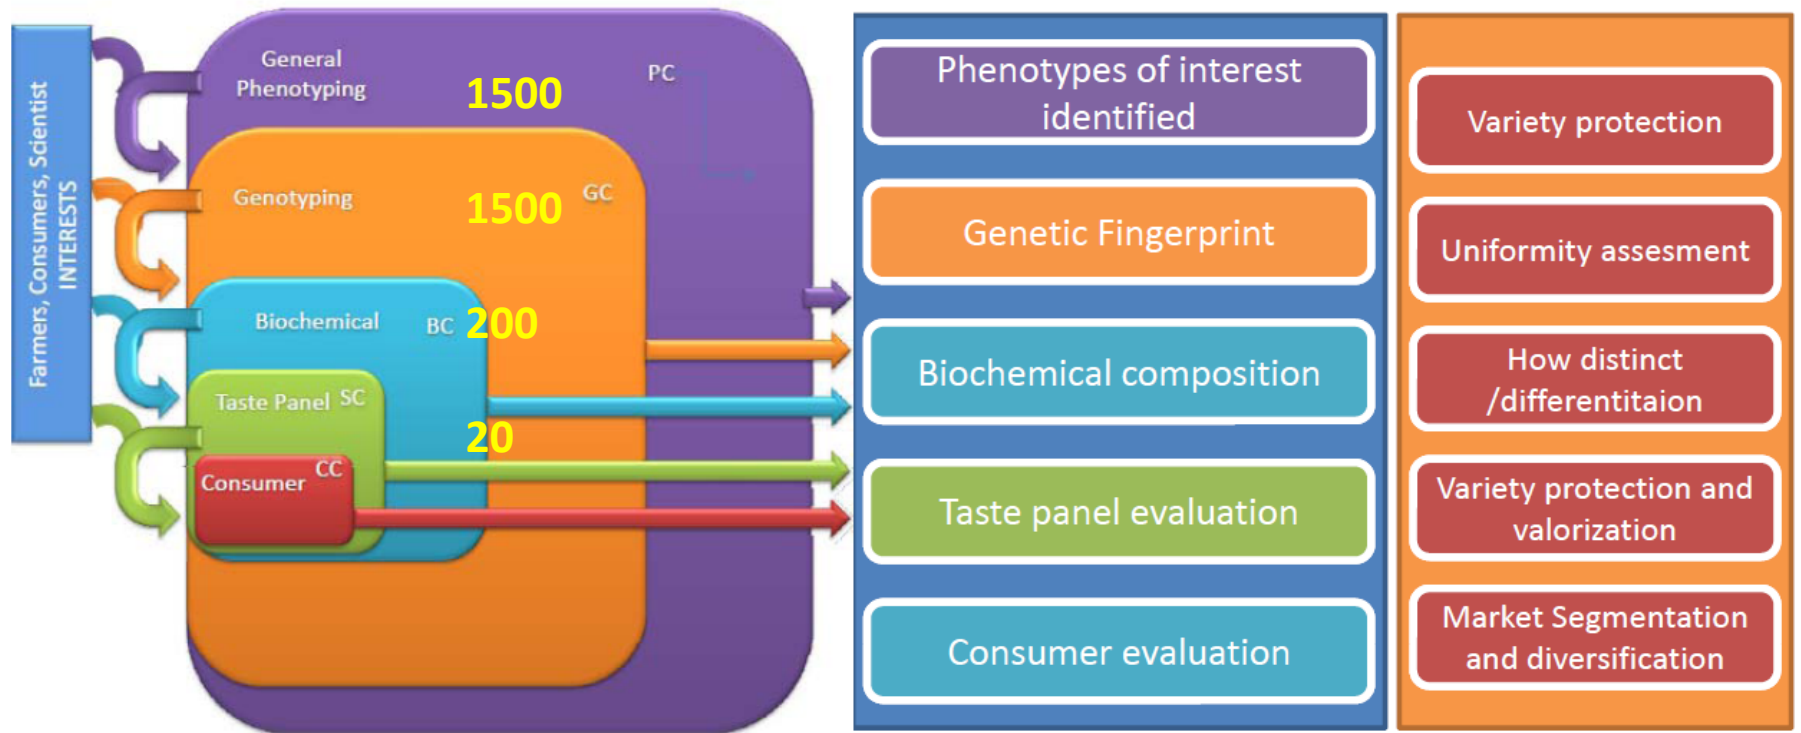 Farmers, Consumers, Scientist
INTERESTS
General
Phenotyping
1500
PC
Genotyping
1500
GC
Biochemical
BC
200
Taste Panel
SC
20
Consumer
CC
Phenotypes of interest
identified
Genetic Fingerprint
Biochemical composition
Taste panel evaluation
Consumer evaluation
Variety protection
Uniformity assesment
How distinct
/differentitaion
Variety protection and
valorization
Market Segmentation
and diversification